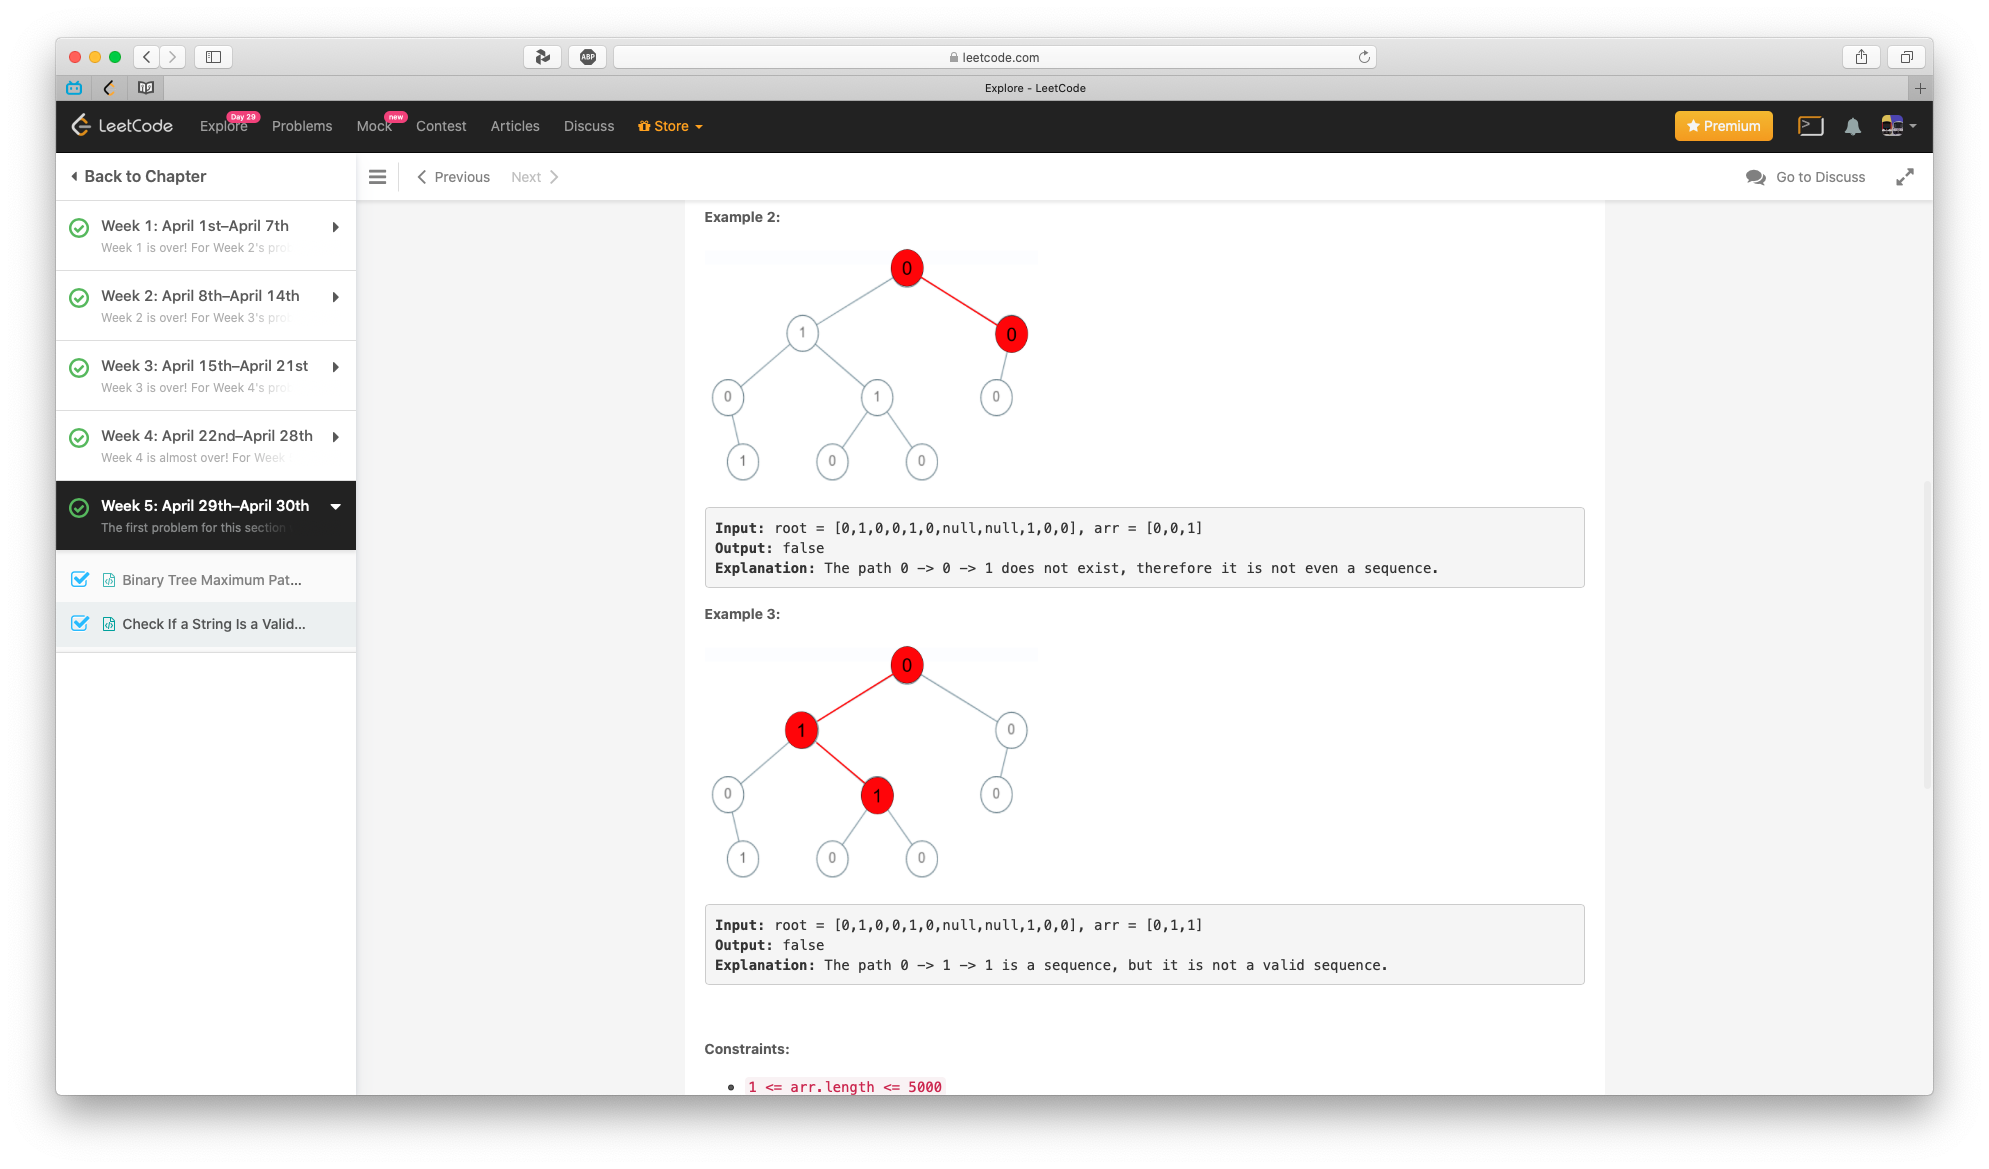 ABP
leetcode.com
Explore – LeetCode
LeetCode Explore Day 29 Problems Mock new Contest Articles Discuss Store Premium
Back to Chapter
Previous Next Go to Discuss
Week 1: April 1st–April 7th
Week 1 is over! For Week 2's pro
Week 2: April 8th–April 14th
Week 2 is over! For Week 3's pro
Week 3: April 15th–April 21st
Week 3 is over! For Week 4's pro
Week 4: April 22nd–April 28th
Week 4 is almost over! For Week
Week 5: April 29th–April 30th
The first problem for this section
Binary Tree Maximum Pat...
Check If a String Is a Valid...
Example 2:
0
1 0
0 1 0
1 0 0
Input: root = [0,1,0,0,1,0,null,null,1,0,0], arr = [0,0,1]
Output: false
Explanation: The path 0 -> 0 -> 1 does not exist, therefore it is not even a sequence.
Example 3:
0
1 0
0 1 0
1 0 0
Input: root = [0,1,0,0,1,0,null,null,1,0,0], arr = [0,1,1]
Output: false
Explanation: The path 0 -> 1 -> 1 is a sequence, but it is not a valid sequence.
Constraints:
• 1 <= arr.length <= 5000